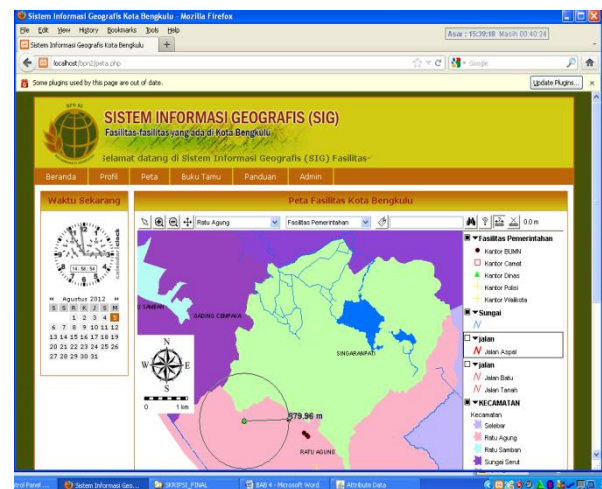 Sistem Informasi Geografis Kota Bengkulu - Mozilla Firefox
File Edit View History Bookmarks Tools Help
Asar : 15:39:18 Masih 00:40:24
Sistem Informasi Geografis Kota Bengkulu
localhost/bpn2/peta.php
Google
Some plugins used by this page are out of date.
Update Plugins...
BPN RI
SISTEM INFORMASI GEOGRAFIS (SIG)
Fasilitas-fasilitas yang ada di Kota Bengkulu
Selamat datang di Sistem Informasi Geografis (SIG) Fasilitas-
Beranda Profil Peta Buku Tamu Panduan Admin
Waktu Sekarang
Peta Fasilitas Kota Bengkulu
Ratu Agung
Fasilitas Pemerintahan
0.0 m
Agustus 2012
S S R K J S M
1 2 3 4 5
6 7 8 9 10 11 12
13 14 15 16 17 18 19
20 21 22 23 24 25 26
27 28 29 30 31
N
W E
S
0 1 km
U SAMBAN
GADING CEMPAKA
SINGARANPATI
879.96 m
RATU AGUNG
Fasilitas Pemerintahan
Kantor BUMN
Kantor Camat
Kantor Dinas
Kantor Polisi
Kantor Walikota
Sungai
jalan
Jalan Aspal
jalan
Jalan Batu
Jalan Tanah
KECAMATAN
Kecamatan
Selebar
Ratu Agung
Ratu Samban
Sungai Serut
trol Panel ...
Sistem Informasi Geo...
SKRIPSI_FINAL
BAB 4 - Microsoft Word
Attribute Data